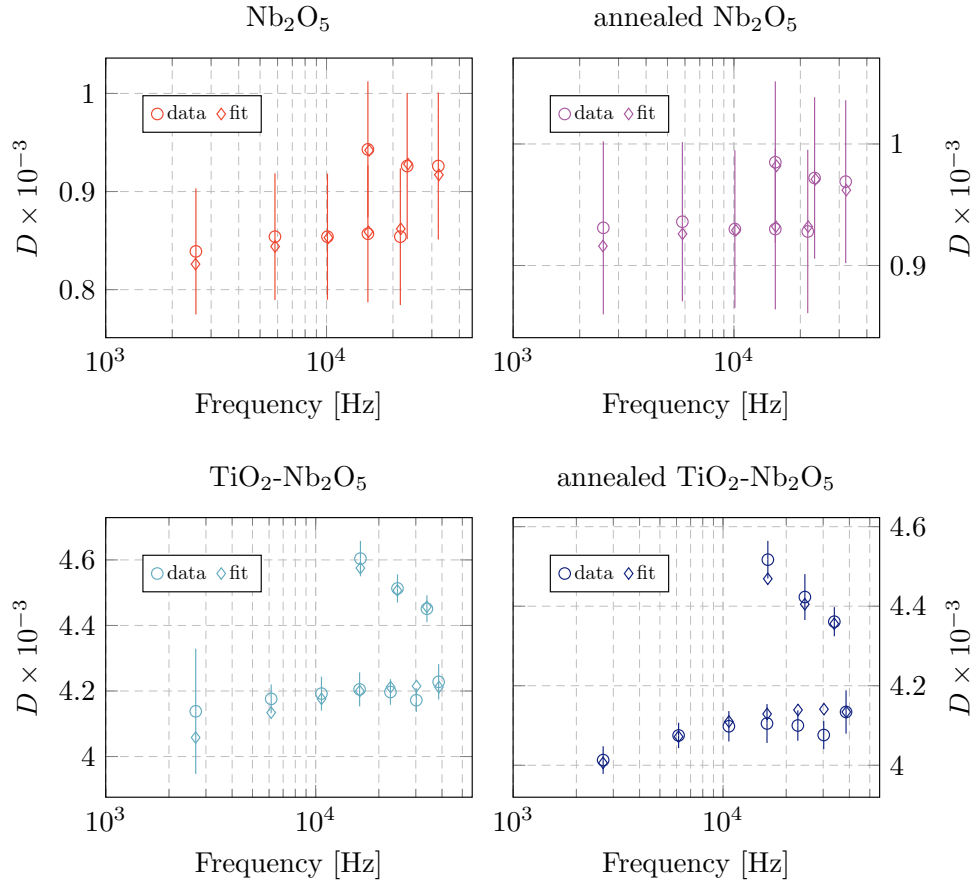 Nb₂O₅
annealed Nb₂O₅
1
0.9
0.8
D × 10⁻³
data fit
10³
10⁴
Frequency [Hz]
1
0.9
D × 10⁻³
data fit
10³
10⁴
Frequency [Hz]
TiO₂-Nb₂O₅
annealed TiO₂-Nb₂O₅
4.6
4.4
4.2
4
D × 10⁻³
data fit
10³
10⁴
Frequency [Hz]
4.6
4.4
4.2
4
D × 10⁻³
data fit
10³
10⁴
Frequency [Hz]